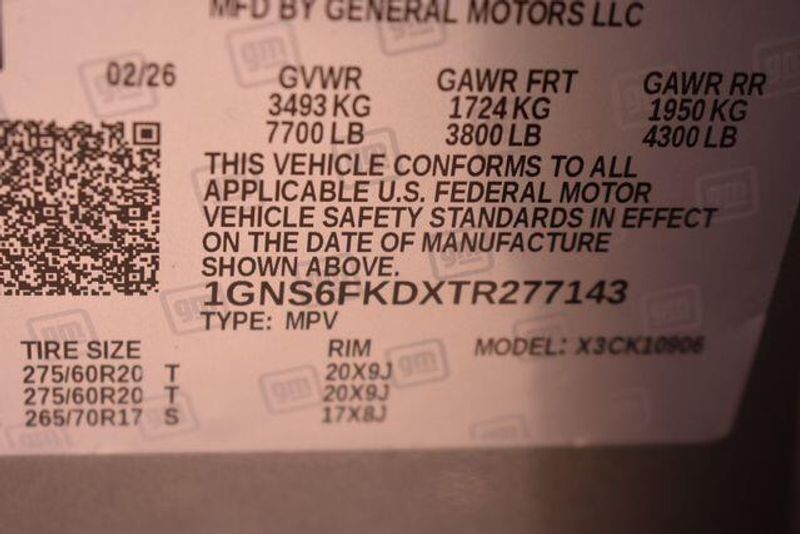 MFD BY GENERAL MOTORS LLC
02/26 GVWR GAWR FRT GAWR RR
3493 KG 1724 KG 1950 KG
7700 LB 3800 LB 4300 LB
THIS VEHICLE CONFORMS TO ALL
APPLICABLE U.S. FEDERAL MOTOR
VEHICLE SAFETY STANDARDS IN EFFECT
ON THE DATE OF MANUFACTURE
SHOWN ABOVE.
1GNS6FKDXTR277143
TYPE: MPV
TIRE SIZE RIM MODEL: X3CK10906
275/60R20 T 20X9J
275/60R20 T 20X9J
265/70R17 S 17X8J